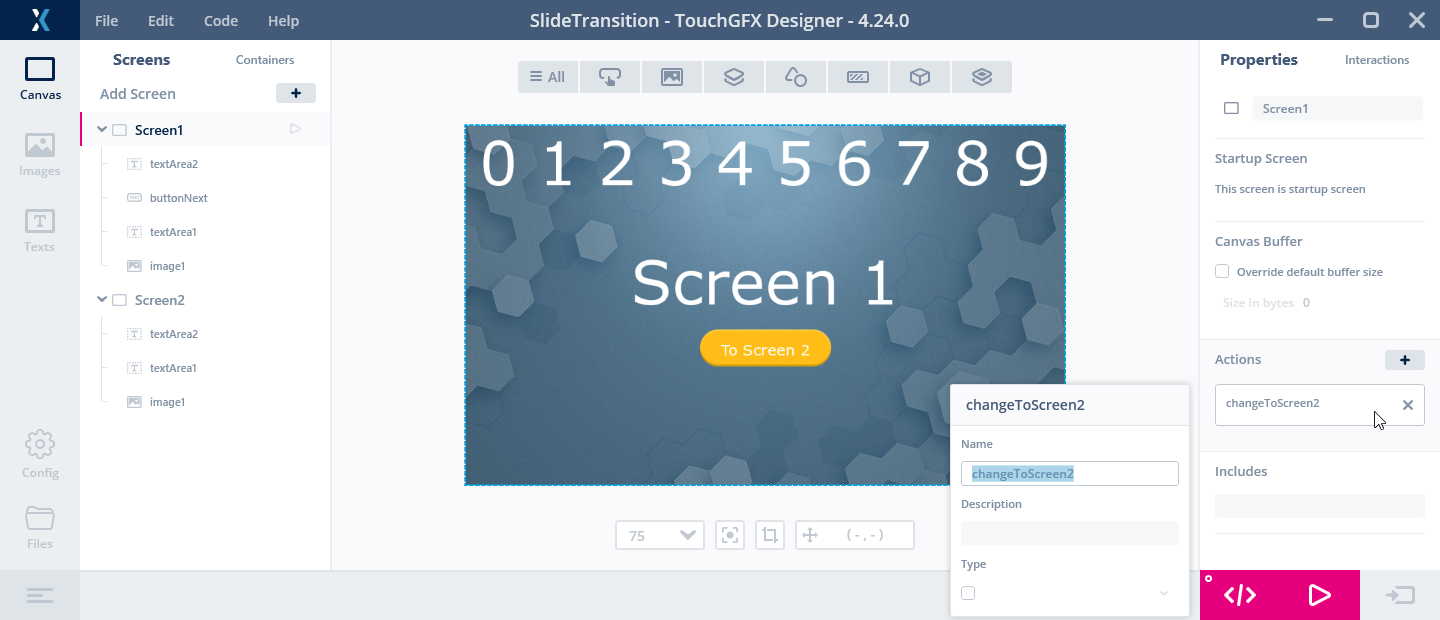 File Edit Code Help
SlideTransition - TouchGFX Designer - 4.24.0
Canvas
Images
Texts
Config
Files
Screens Containers
Add Screen
Screen1
textArea2
buttonNext
textArea1
image1
Screen2
textArea2
textArea1
image1
All
0 1 2 3 4 5 6 7 8 9
Screen 1
To Screen 2
75
(-,-)
changeToScreen2
Name
changeToScreen2
Description
Type
Properties Interactions
Screen1
Startup Screen
This screen is startup screen
Canvas Buffer
Override default buffer size
Size in bytes 0
Actions
changeToScreen2
Includes